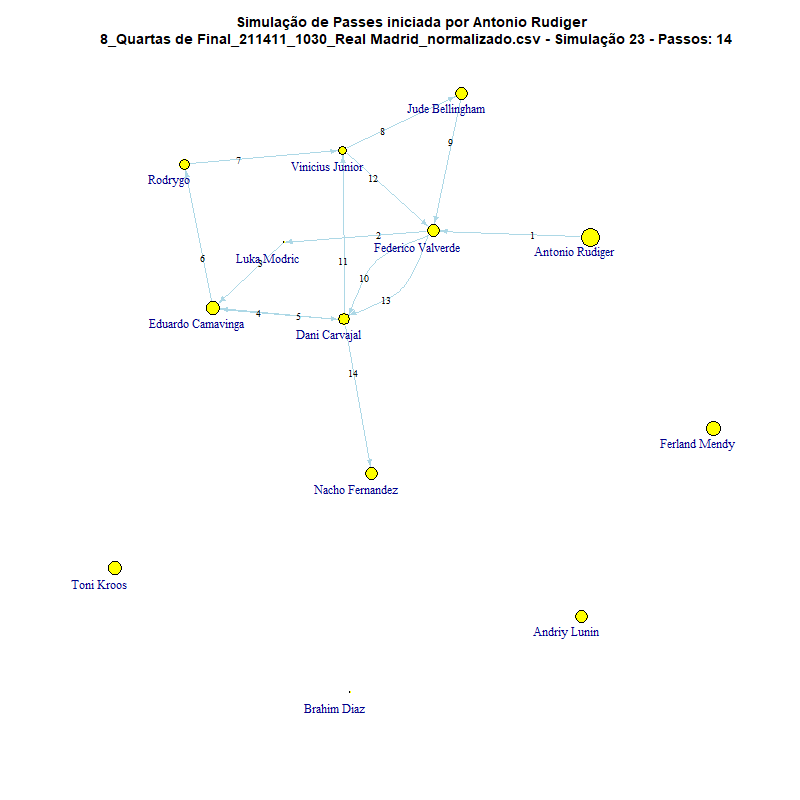 Simulação de Passes iniciada por Antonio Rudiger
8_Quartas de Final_211411_1030_Real Madrid_normalizado.csv - Simulação 23 - Passos: 14
Jude Bellingham
8
9
7
Vinicius Junior
Rodrygo
12
2
1
Federico Valverde
Antonio Rudiger
Luka Modric
6
3
11
10
13
4
5
Eduardo Camavinga
Dani Carvajal
14
Ferland Mendy
Nacho Fernandez
Toni Kroos
Andriy Lunin
Brahim Diaz